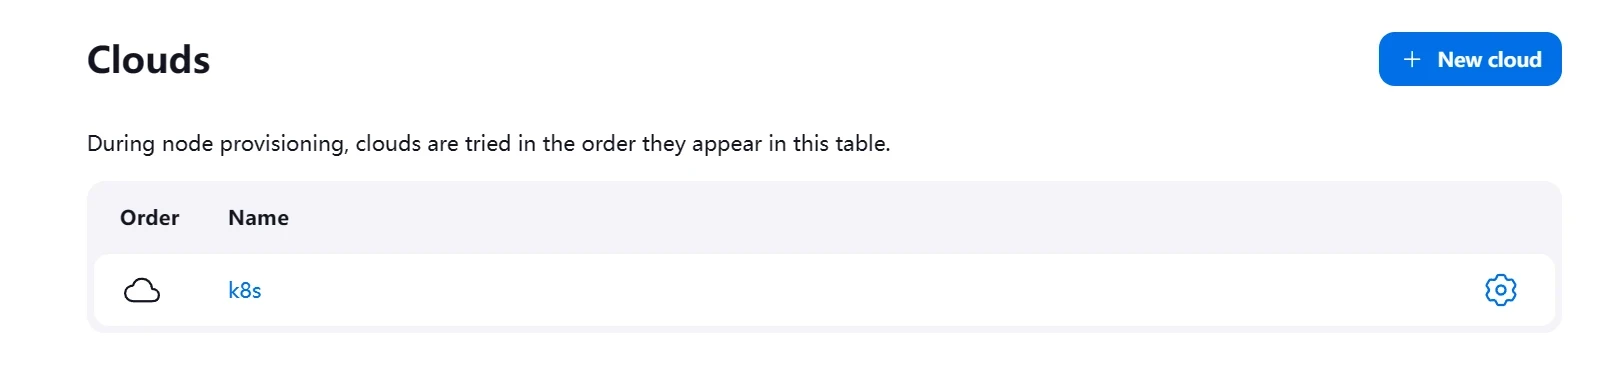 Clouds
+ New cloud
During node provisioning, clouds are tried in the order they appear in this table.
Order Name
k8s